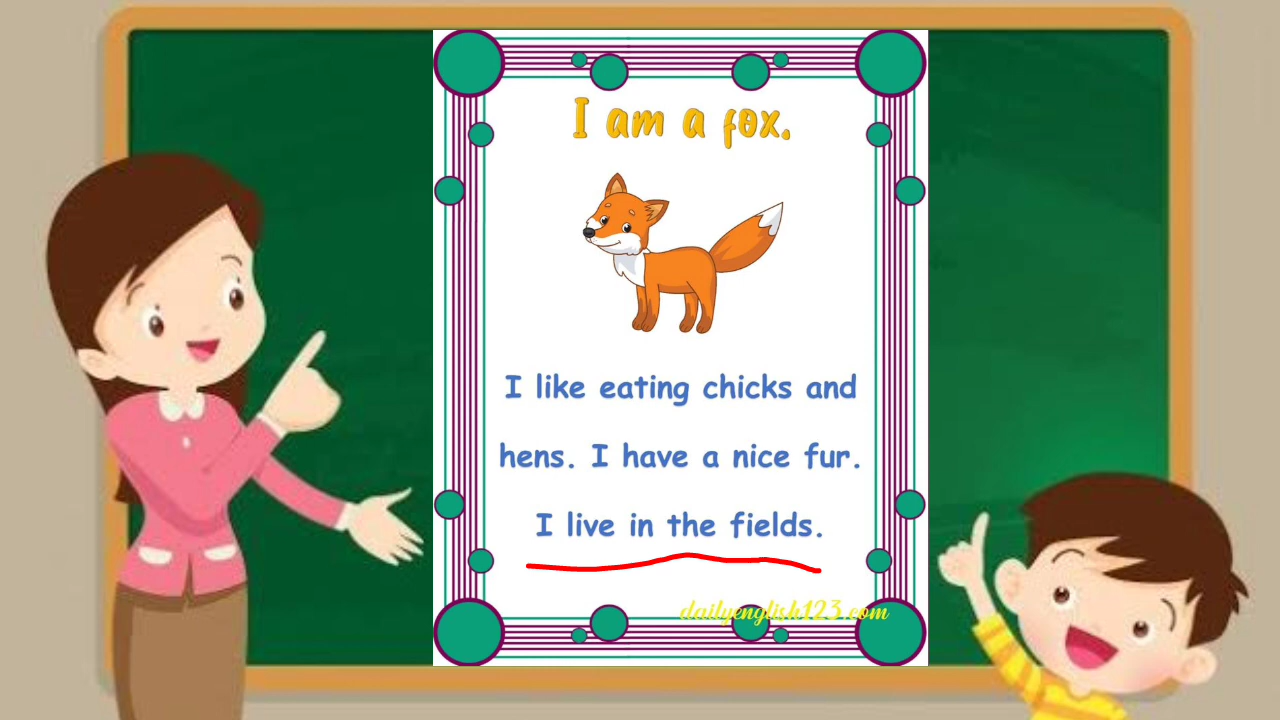 I am a fox.
I like eating chicks and
hens. I have a nice fur.
I live in the fields.
dailyenglish123.com